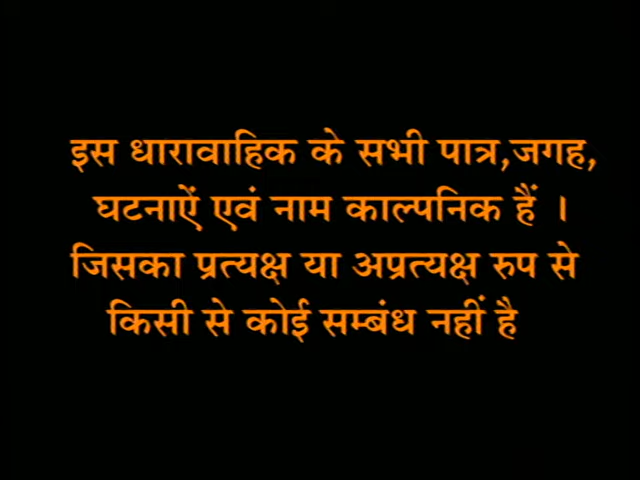 इस धारावाहिक के सभी पात्र,जगह,
घटनाऐं एवं नाम काल्पनिक हैं ।
जिसका प्रत्यक्ष या अप्रत्यक्ष रुप से
किसी से कोई सम्बंध नहीं है